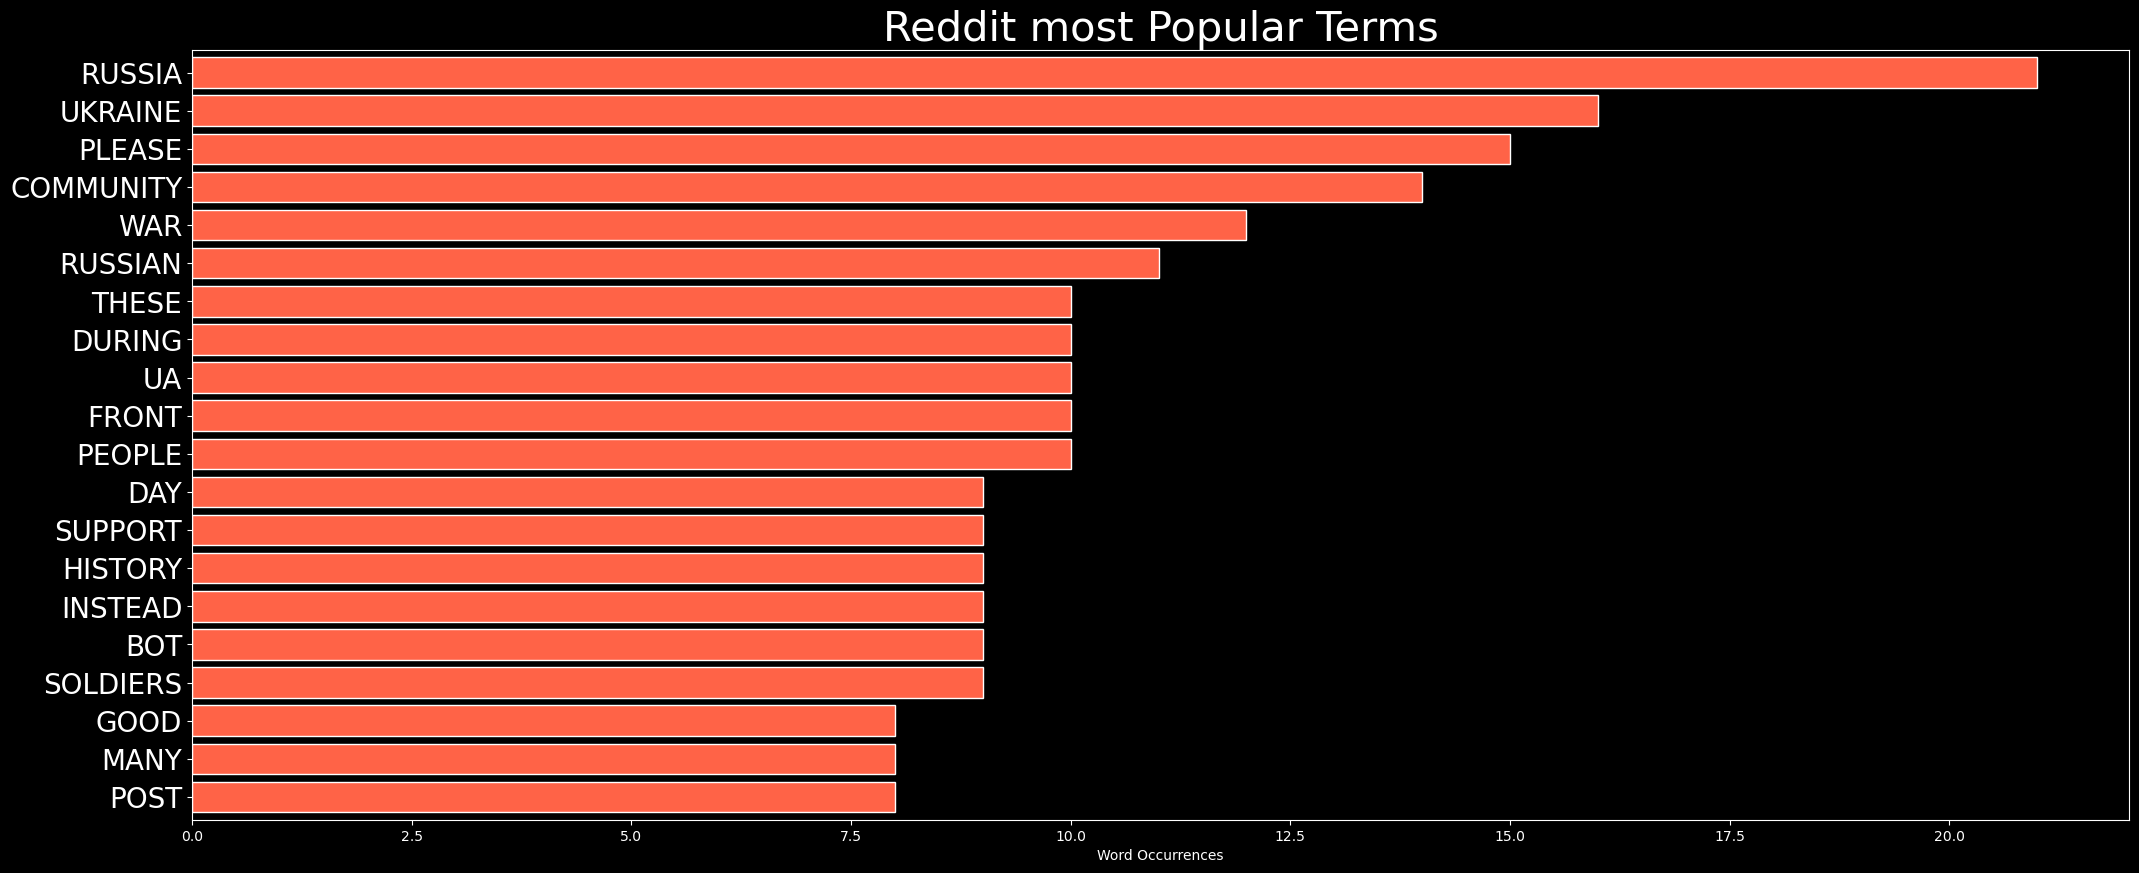 Reddit most Popular Terms
RUSSIA
UKRAINE
PLEASE
COMMUNITY
WAR
RUSSIAN
THESE
DURING
UA
FRONT
PEOPLE
DAY
SUPPORT
HISTORY
INSTEAD
BOT
SOLDIERS
GOOD
MANY
POST
0.0 2.5 5.0 7.5 10.0 12.5 15.0 17.5 20.0
Word Occurrences